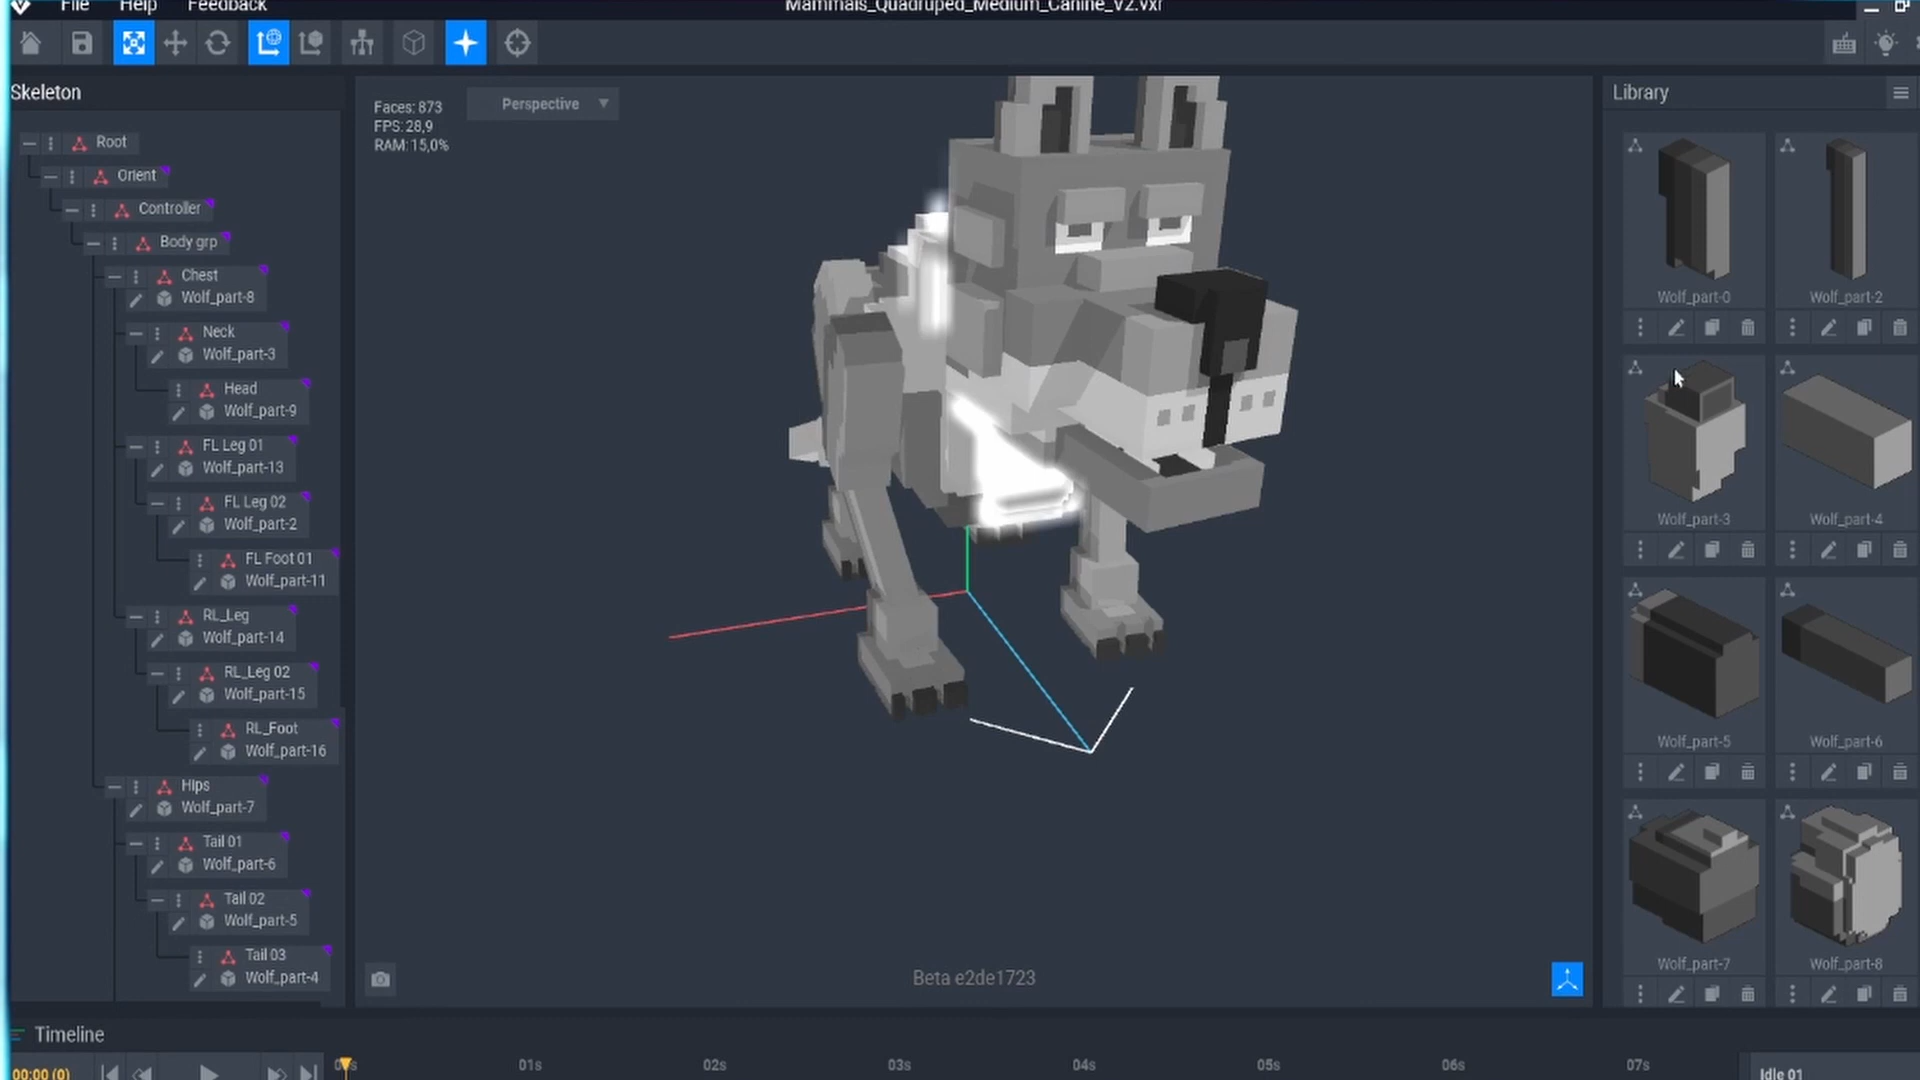 File Help Feedback
Mammals_Quadruped_Medium_Canine_V2.vxr
Skeleton
Root
Orient
Controller
Body grp
Chest
Wolf_part-8
Neck
Wolf_part-3
Head
Wolf_part-9
FL Leg 01
Wolf_part-13
FL Leg 02
Wolf_part-2
FL Foot 01
Wolf_part-11
RL_Leg
Wolf_part-14
RL_Leg 02
Wolf_part-15
RL_Foot
Wolf_part-16
Hips
Wolf_part-7
Tail 01
Wolf_part-6
Tail 02
Wolf_part-5
Tail 03
Wolf_part-4
Faces: 873
FPS: 28,9
RAM: 15,0%
Perspective
Beta e2de1723
Library
Wolf_part-0
Wolf_part-2
Wolf_part-3
Wolf_part-4
Wolf_part-5
Wolf_part-6
Wolf_part-7
Wolf_part-8
Timeline
00:00 (0)
01s 02s 03s 04s 05s 06s 07s
Idle 01